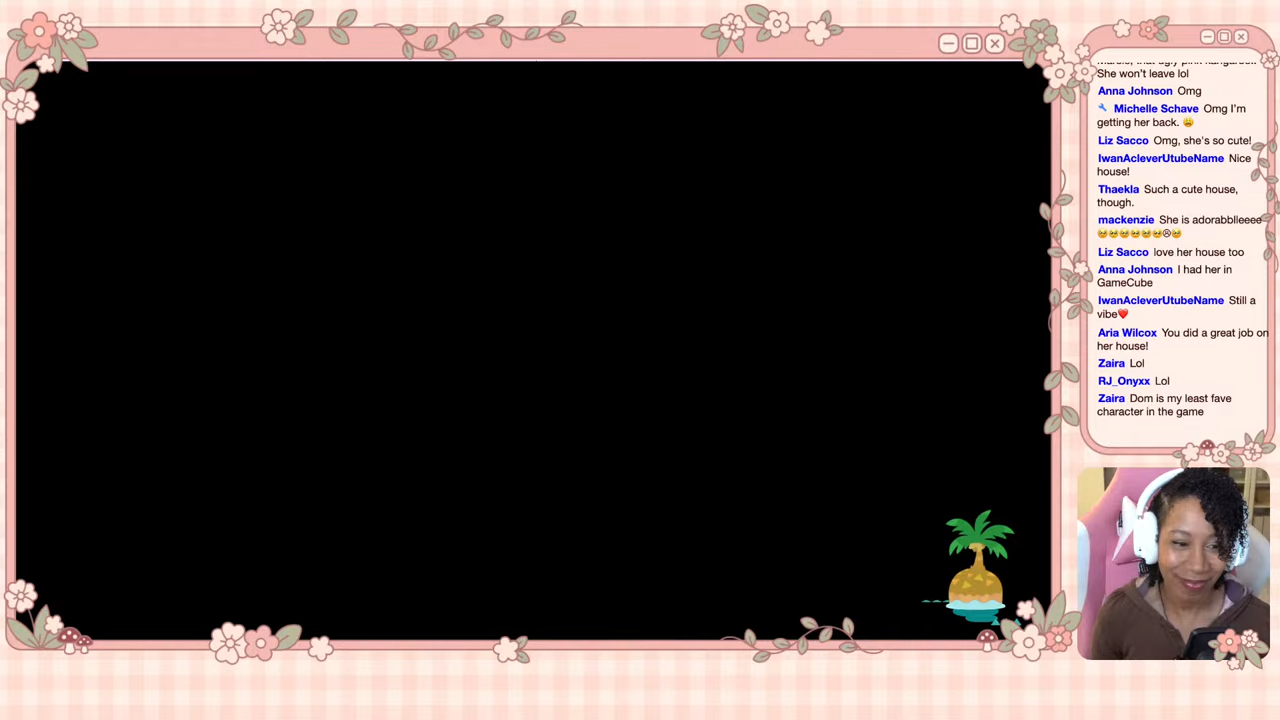 She won't leave lol
Anna Johnson Omg
Michelle Schave Omg I'm
getting her back. 😩
Liz Sacco Omg, she's so cute!
IwanAcleverUtubeName Nice
house!
Thaekla Such a cute house,
though.
mackenzie She is adorabblleeee
Liz Sacco love her house too
Anna Johnson I had her in
GameCube
IwanAcleverUtubeName Still a
vibe❤️
Aria Wilcox You did a great job on
her house!
Zaira Lol
RJ_Onyxx Lol
Zaira Dom is my least fave
character in the game